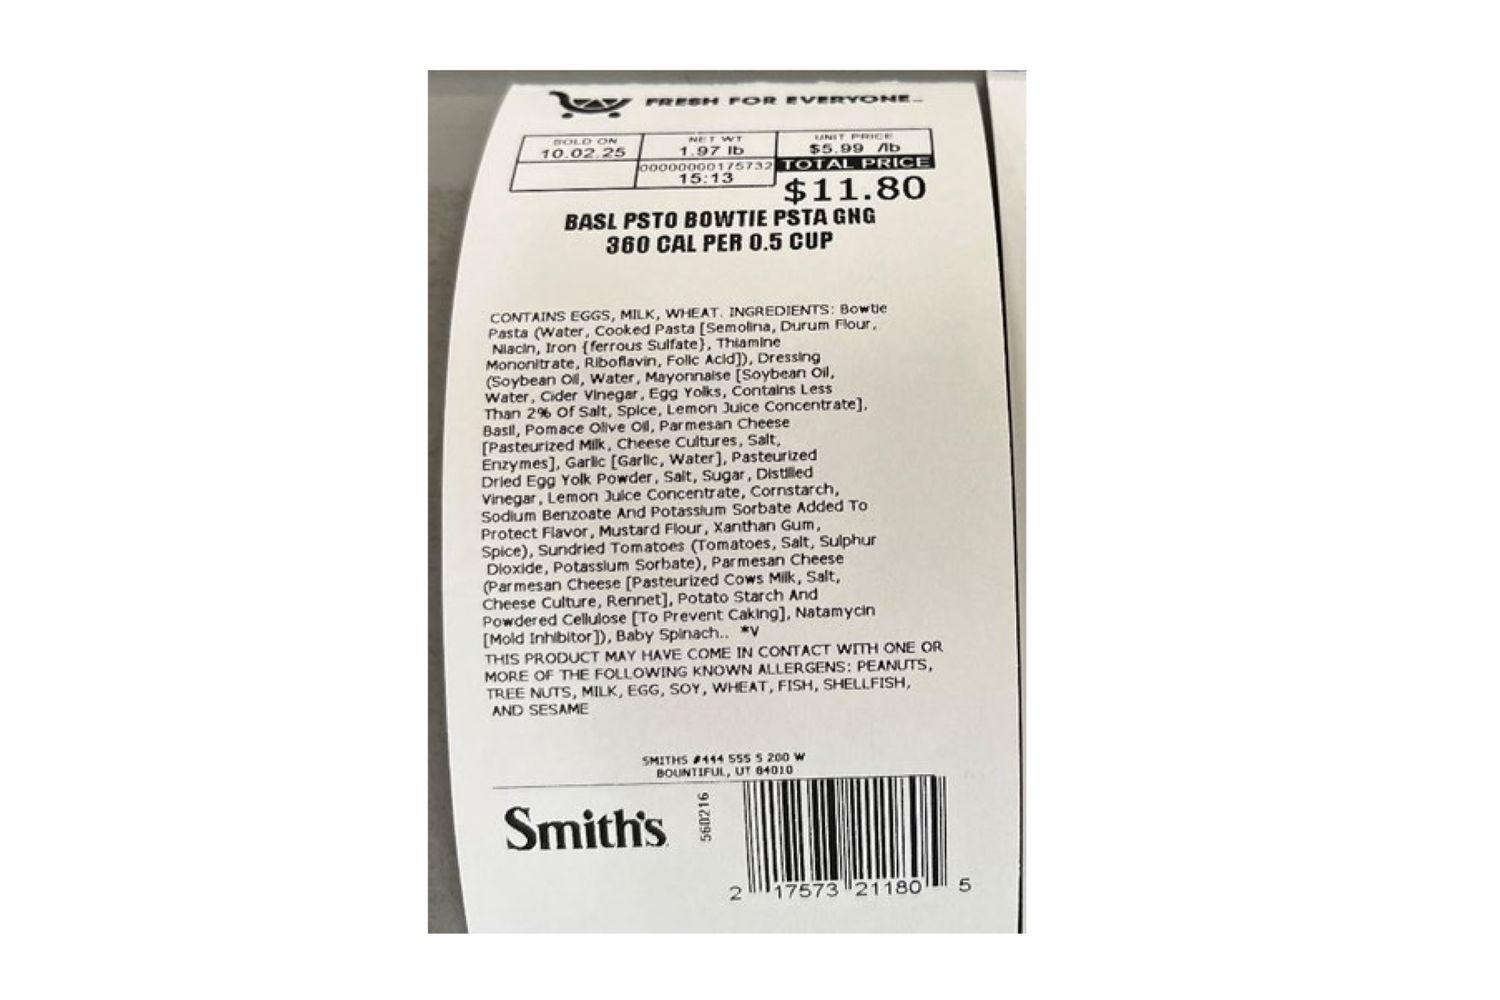 FRESH FOR EVERYONE™
SOLD ON NET WT UNIT PRICE
10.02.25 1.97 lb $5.99 /lb
00000000175732 TOTAL PRICE
15:13 $11.80
BASL PSTO BOWTIE PSTA GNG
360 CAL PER 0.5 CUP
CONTAINS EGGS, MILK, WHEAT. INGREDIENTS: Bowtie
Pasta (Water, Cooked Pasta [Semolina, Durum Flour,
Niacin, Iron {ferrous Sulfate}, Thiamine
Mononitrate, Riboflavin, Folic Acid]), Dressing
(Soybean Oil, Water, Mayonnaise [Soybean Oil,
Water, Cider Vinegar, Egg Yolks, Contains Less
Than 2% Of Salt, Spice, Lemon Juice Concentrate],
Basil, Pomace Olive Oil, Parmesan Cheese
[Pasteurized Milk, Cheese Cultures, Salt,
Enzymes], Garlic [Garlic, Water], Pasteurized
Dried Egg Yolk Powder, Salt, Sugar, Distilled
Vinegar, Lemon Juice Concentrate, Cornstarch,
Sodium Benzoate And Potassium Sorbate Added To
Protect Flavor, Mustard Flour, Xanthan Gum,
Spice), Sundried Tomatoes (Tomatoes, Salt, Sulphur
Dioxide, Potassium Sorbate), Parmesan Cheese
(Parmesan Cheese [Pasteurized Cows Milk, Salt,
Cheese Culture, Rennet], Potato Starch And
Powdered Cellulose [To Prevent Caking], Natamycin
[Mold Inhibitor]), Baby Spinach.. *V
THIS PRODUCT MAY HAVE COME IN CONTACT WITH ONE OR
MORE OF THE FOLLOWING KNOWN ALLERGENS: PEANUTS,
TREE NUTS, MILK, EGG, SOY, WHEAT, FISH, SHELLFISH,
AND SESAME
SMITHS #444 555 S 200 W
BOUNTIFUL, UT 84010
Smith's
560216
2 17573 21180 5